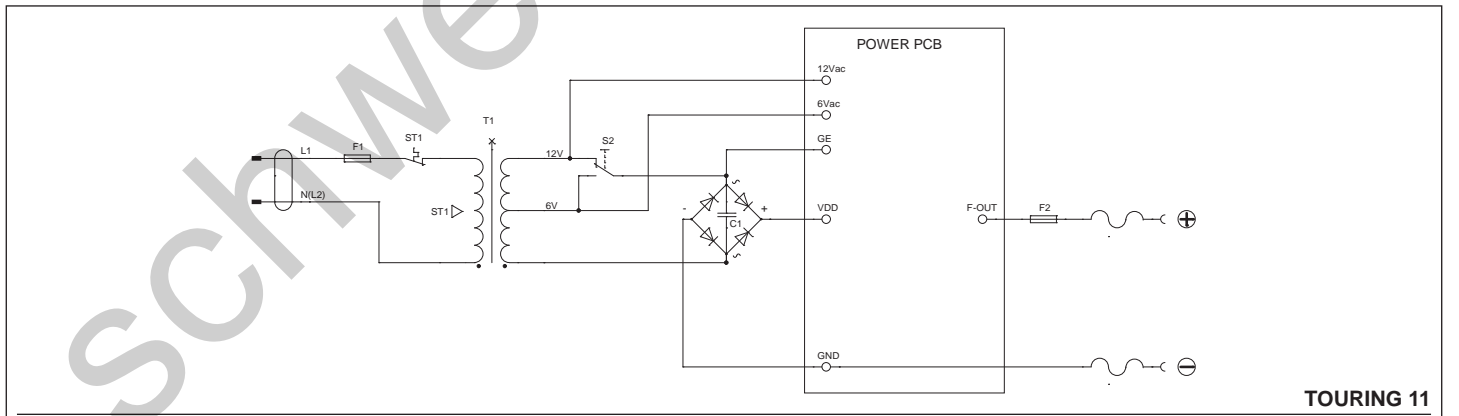 POWER PCB
12Vac
6Vac
GE
T1
ST1
S2
F1
L1
12V
N(L2)
6V
ST1
- + C1
VDD
F-OUT
F2
GND
TOURING 11
schwe